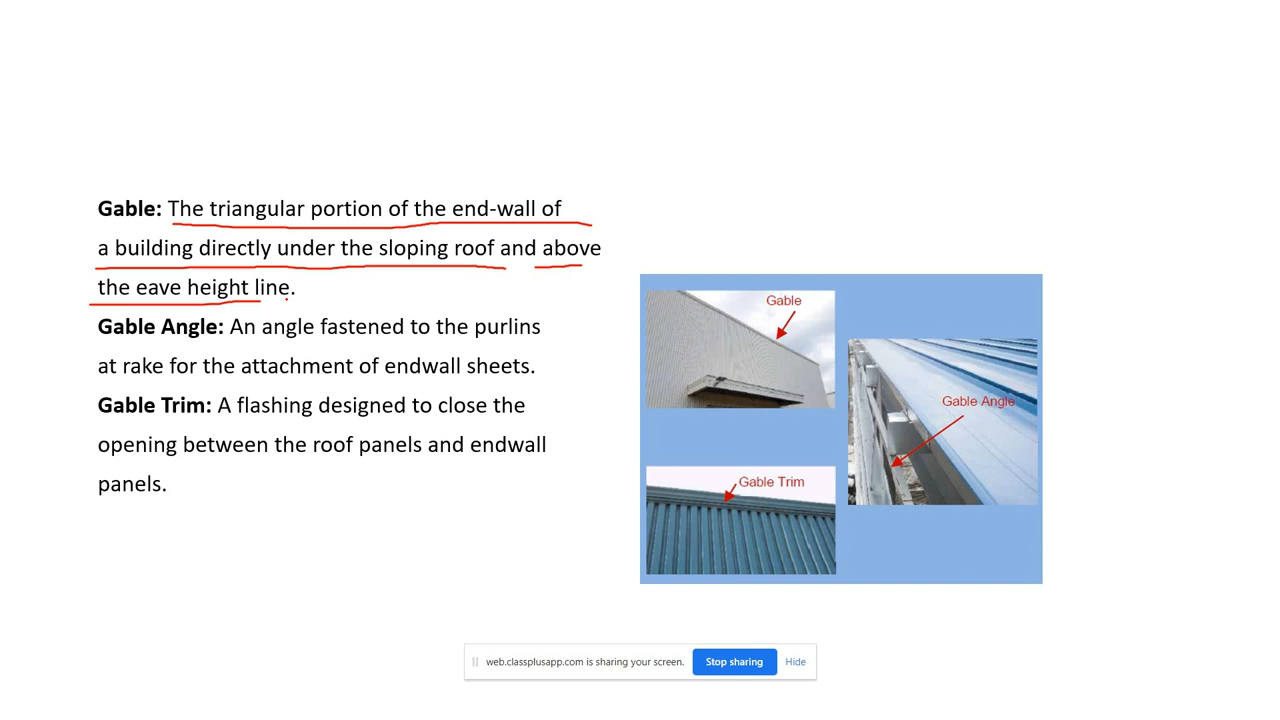 Gable: The triangular portion of the end-wall of
a building directly under the sloping roof and above
the eave height line.
Gable Angle: An angle fastened to the purlins
at rake for the attachment of endwall sheets.
Gable Trim: A flashing designed to close the
opening between the roof panels and endwall
panels.
Gable
Gable Angle
Gable Trim
web.classplusapp.com is sharing your screen.
Stop sharing
Hide